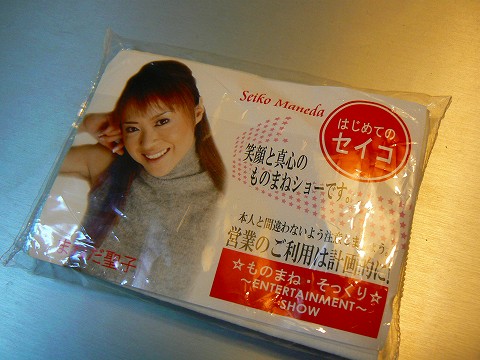 Seiko Maneda
はじめての
セイコ
笑顔と真心の
ものまねショーです。
本人と間違わないよう注意しましょう
営業のご利用は計画的に!
聖子
☆ものまね・そっくり☆
〜ENTERTAINMENT〜
SHOW